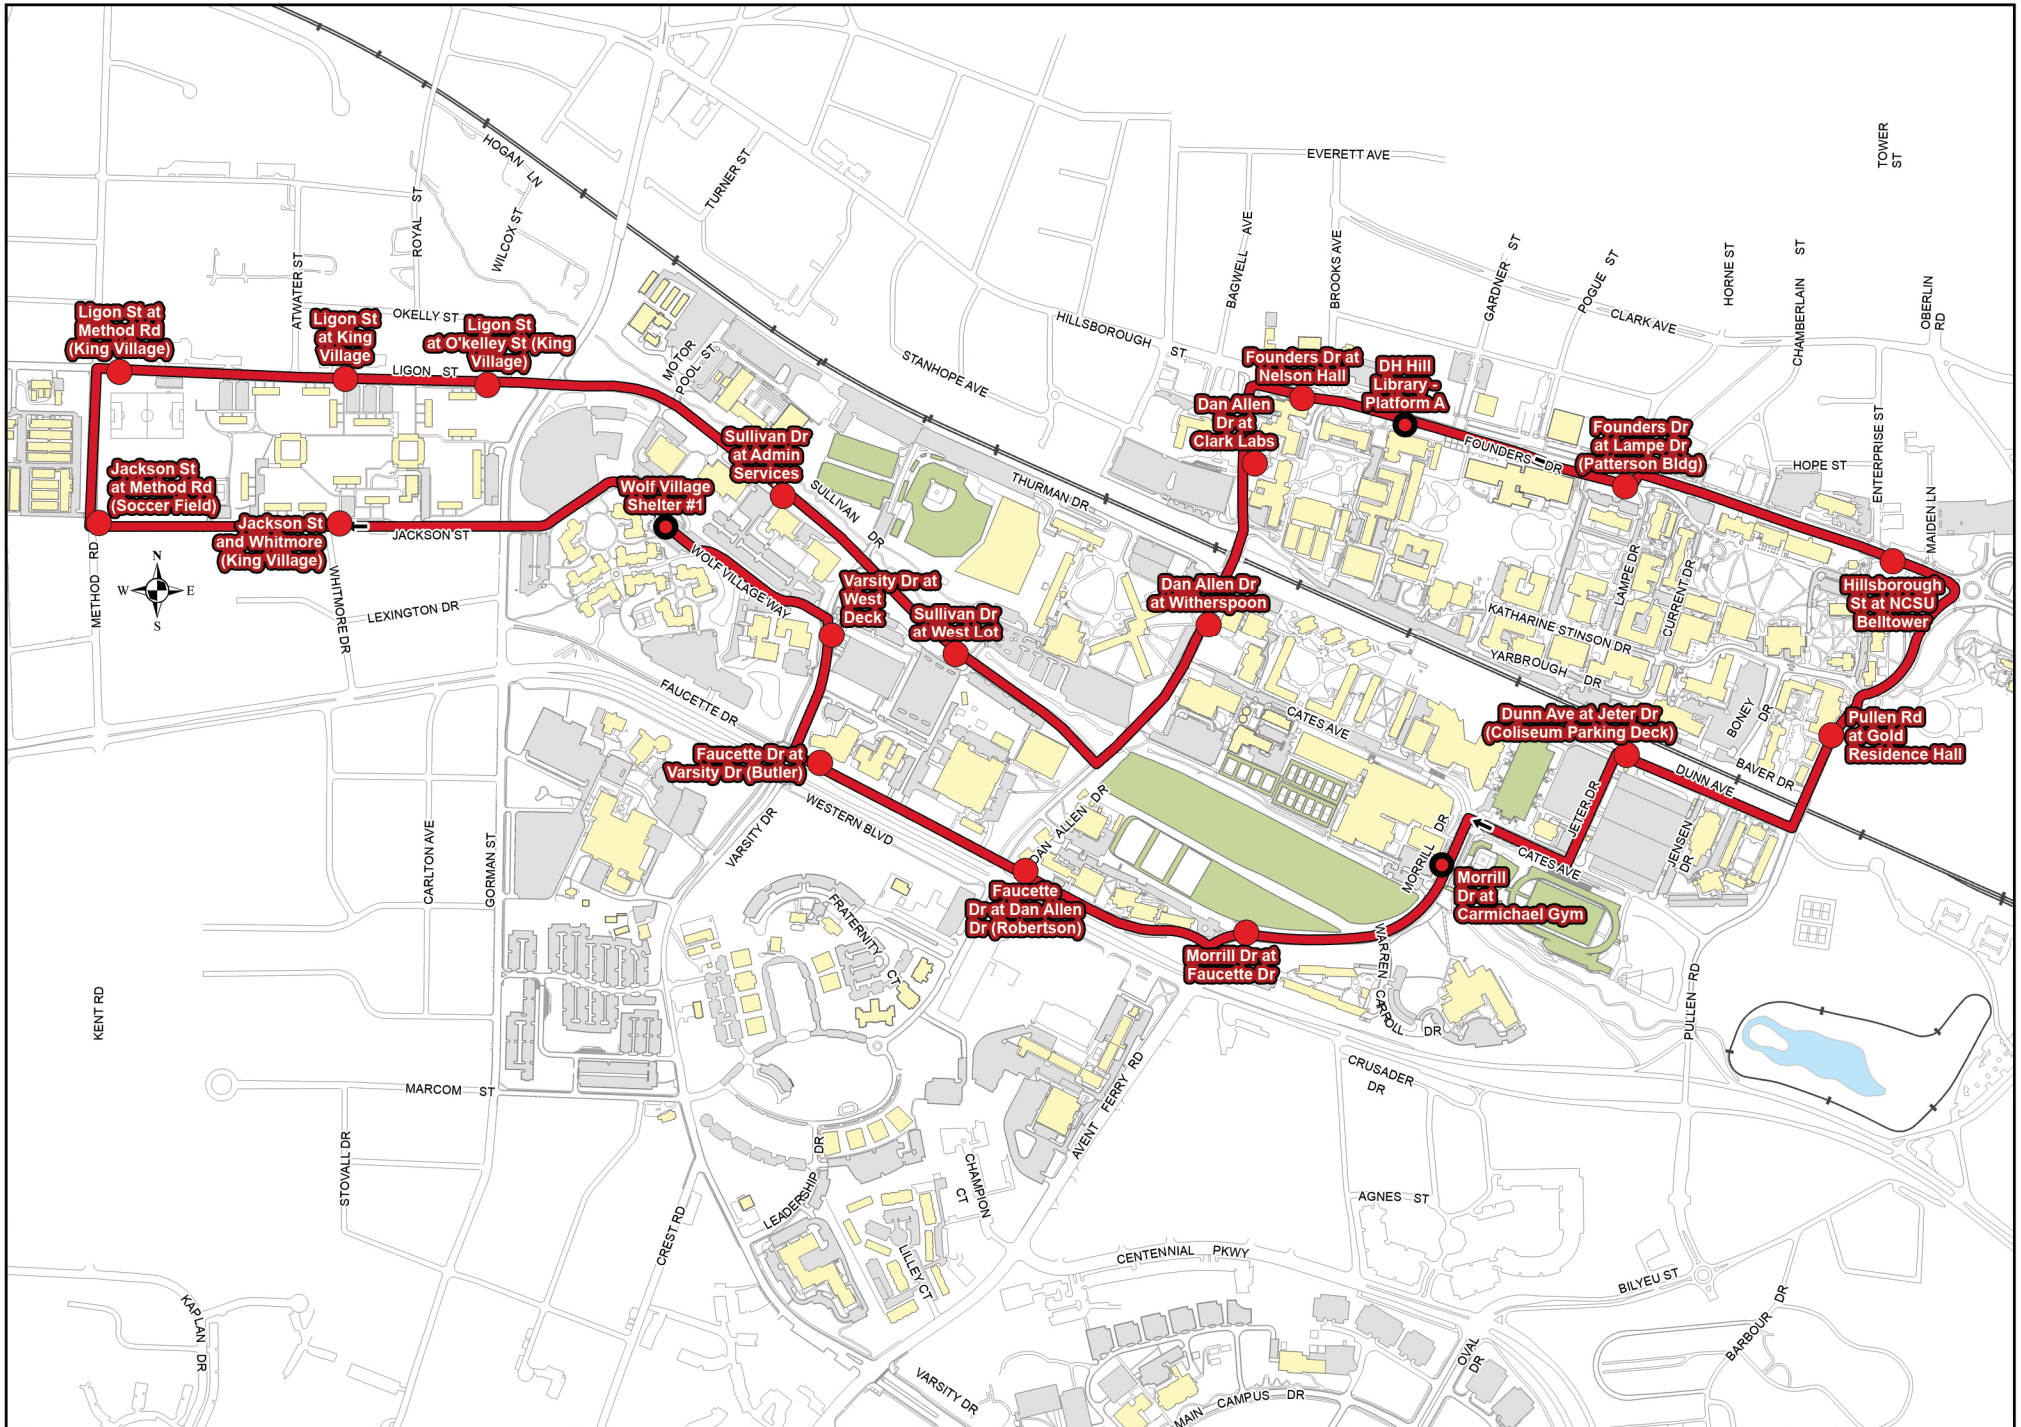 TOWER
ST
EVERETT AVE
HOGAN LN
TURNER ST
ROYAL ST
WILCOX ST
ATWATER ST
BAGWELL AVE
BROOKS AVE
GARDNER ST
POGUE ST
HORNE ST
CHAMBERLAIN ST
OBERLIN
RD
CLARK AVE
HILLSBOROUGH ST
STANHOPE AVE
OKELLY ST
Ligon St at
Method Rd
(King Village)
Ligon St
at King
Village
Ligon St
at O'kelley St (King
Village)
LIGON ST
MOTOR
POOL ST
Founders Dr at
Nelson Hall
DH Hill
Library -
Platform A
Dan Allen
Dr at
Clark Labs
Founders Dr
at Lampe Dr
(Patterson Bldg)
FOUNDERS DR
HOPE ST
ENTERPRISE ST
MAIDEN LN
Sullivan Dr
at Admin
Services
SULLIVAN DR
THURMAN DR
Jackson St
at Method Rd
(Soccer Field)
Wolf Village
Shelter #1
Jackson St
and Whitmore
(King Village)
JACKSON ST
WOLF VILLAGE WAY
N
W E
S
METHOD RD
WHITMORE DR
LEXINGTON DR
Varsity Dr at
West
Deck
Sullivan Dr
at West Lot
Dan Allen Dr
at Witherspoon
LAMPE DR
CURRENT DR
KATHARINE STINSON DR
YARBROUGH DR
Hillsborough
St at NCSU
Belltower
FAUCETTE DR
CATES AVE
Dunn Ave at Jeter Dr
(Coliseum Parking Deck)
BONEY DR
Pullen Rd
at Gold
Residence Hall
BAVER DR
DUNN AVE
Faucette Dr at
Varsity Dr (Butler)
WESTERN BLVD
VARSITY DR
DAN ALLEN DR
JETER DR
JENSEN
DR
MORRILL DR
CATES AVE
CARLTON AVE
GORMAN ST
Morrill
Dr at
Carmichael Gym
Faucette
Dr at Dan Allen
Dr (Robertson)
FRATERNITY CT
Morrill Dr at
Faucette Dr
WARREN CARROLL DR
KENT RD
PULLEN RD
MARCOM ST
CRUSADER
DR
AVENT FERRY RD
STOVALL DR
LEADERSHIP DR
CHAMPION
CT
AGNES ST
CREST RD
LILLEY CT
CENTENNIAL PKWY
BILYEU ST
KAPLAN DR
BARBOUR DR
OVAL
DR
VARSITY DR
MAIN CAMPUS DR